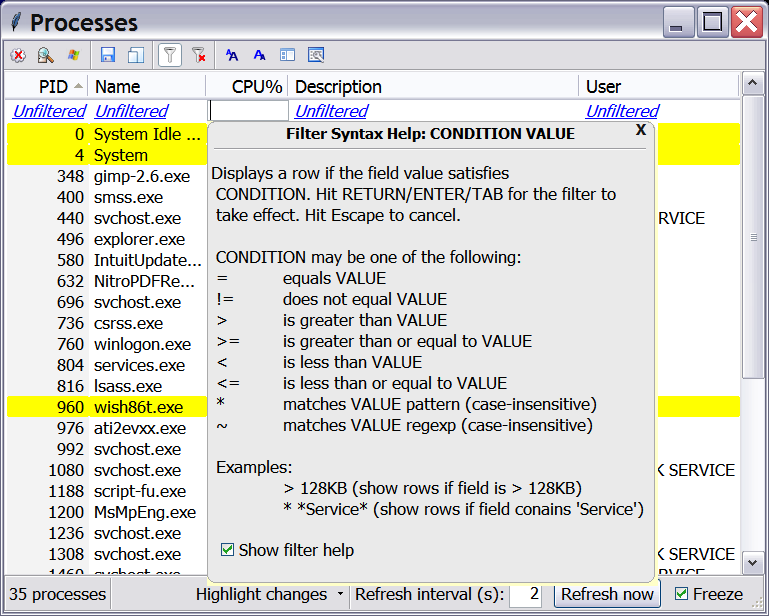 Processes
PID Name CPU% Description User
Unfiltered Unfiltered Unfiltered Unfiltered
0 System Idle ...
4 System
348 gimp-2.6.exe
400 smss.exe
440 svchost.exe RVICE
496 explorer.exe
580 IntuitUpdate...
632 NitroPDFRe...
696 svchost.exe
736 csrss.exe
760 winlogon.exe
804 services.exe
816 lsass.exe
960 wish86t.exe
976 ati2evxx.exe
992 svchost.exe
1080 svchost.exe K SERVICE
1188 script-fu.exe
1200 MsMpEng.exe
1236 svchost.exe
1308 svchost.exe K SERVICE
1460 svchost.exe
Filter Syntax Help: CONDITION VALUE X
Displays a row if the field value satisfies
CONDITION. Hit RETURN/ENTER/TAB for the filter to
take effect. Hit Escape to cancel.
CONDITION may be one of the following:
= equals VALUE
!= does not equal VALUE
> is greater than VALUE
>= is greater than or equal to VALUE
< is less than VALUE
<= is less than or equal to VALUE
* matches VALUE pattern (case-insensitive)
~ matches VALUE regexp (case-insensitive)
Examples:
> 128KB (show rows if field is > 128KB)
* *Service* (show rows if field conains 'Service')
Show filter help
35 processes Highlight changes Refresh interval (s): 2 Refresh now Freeze